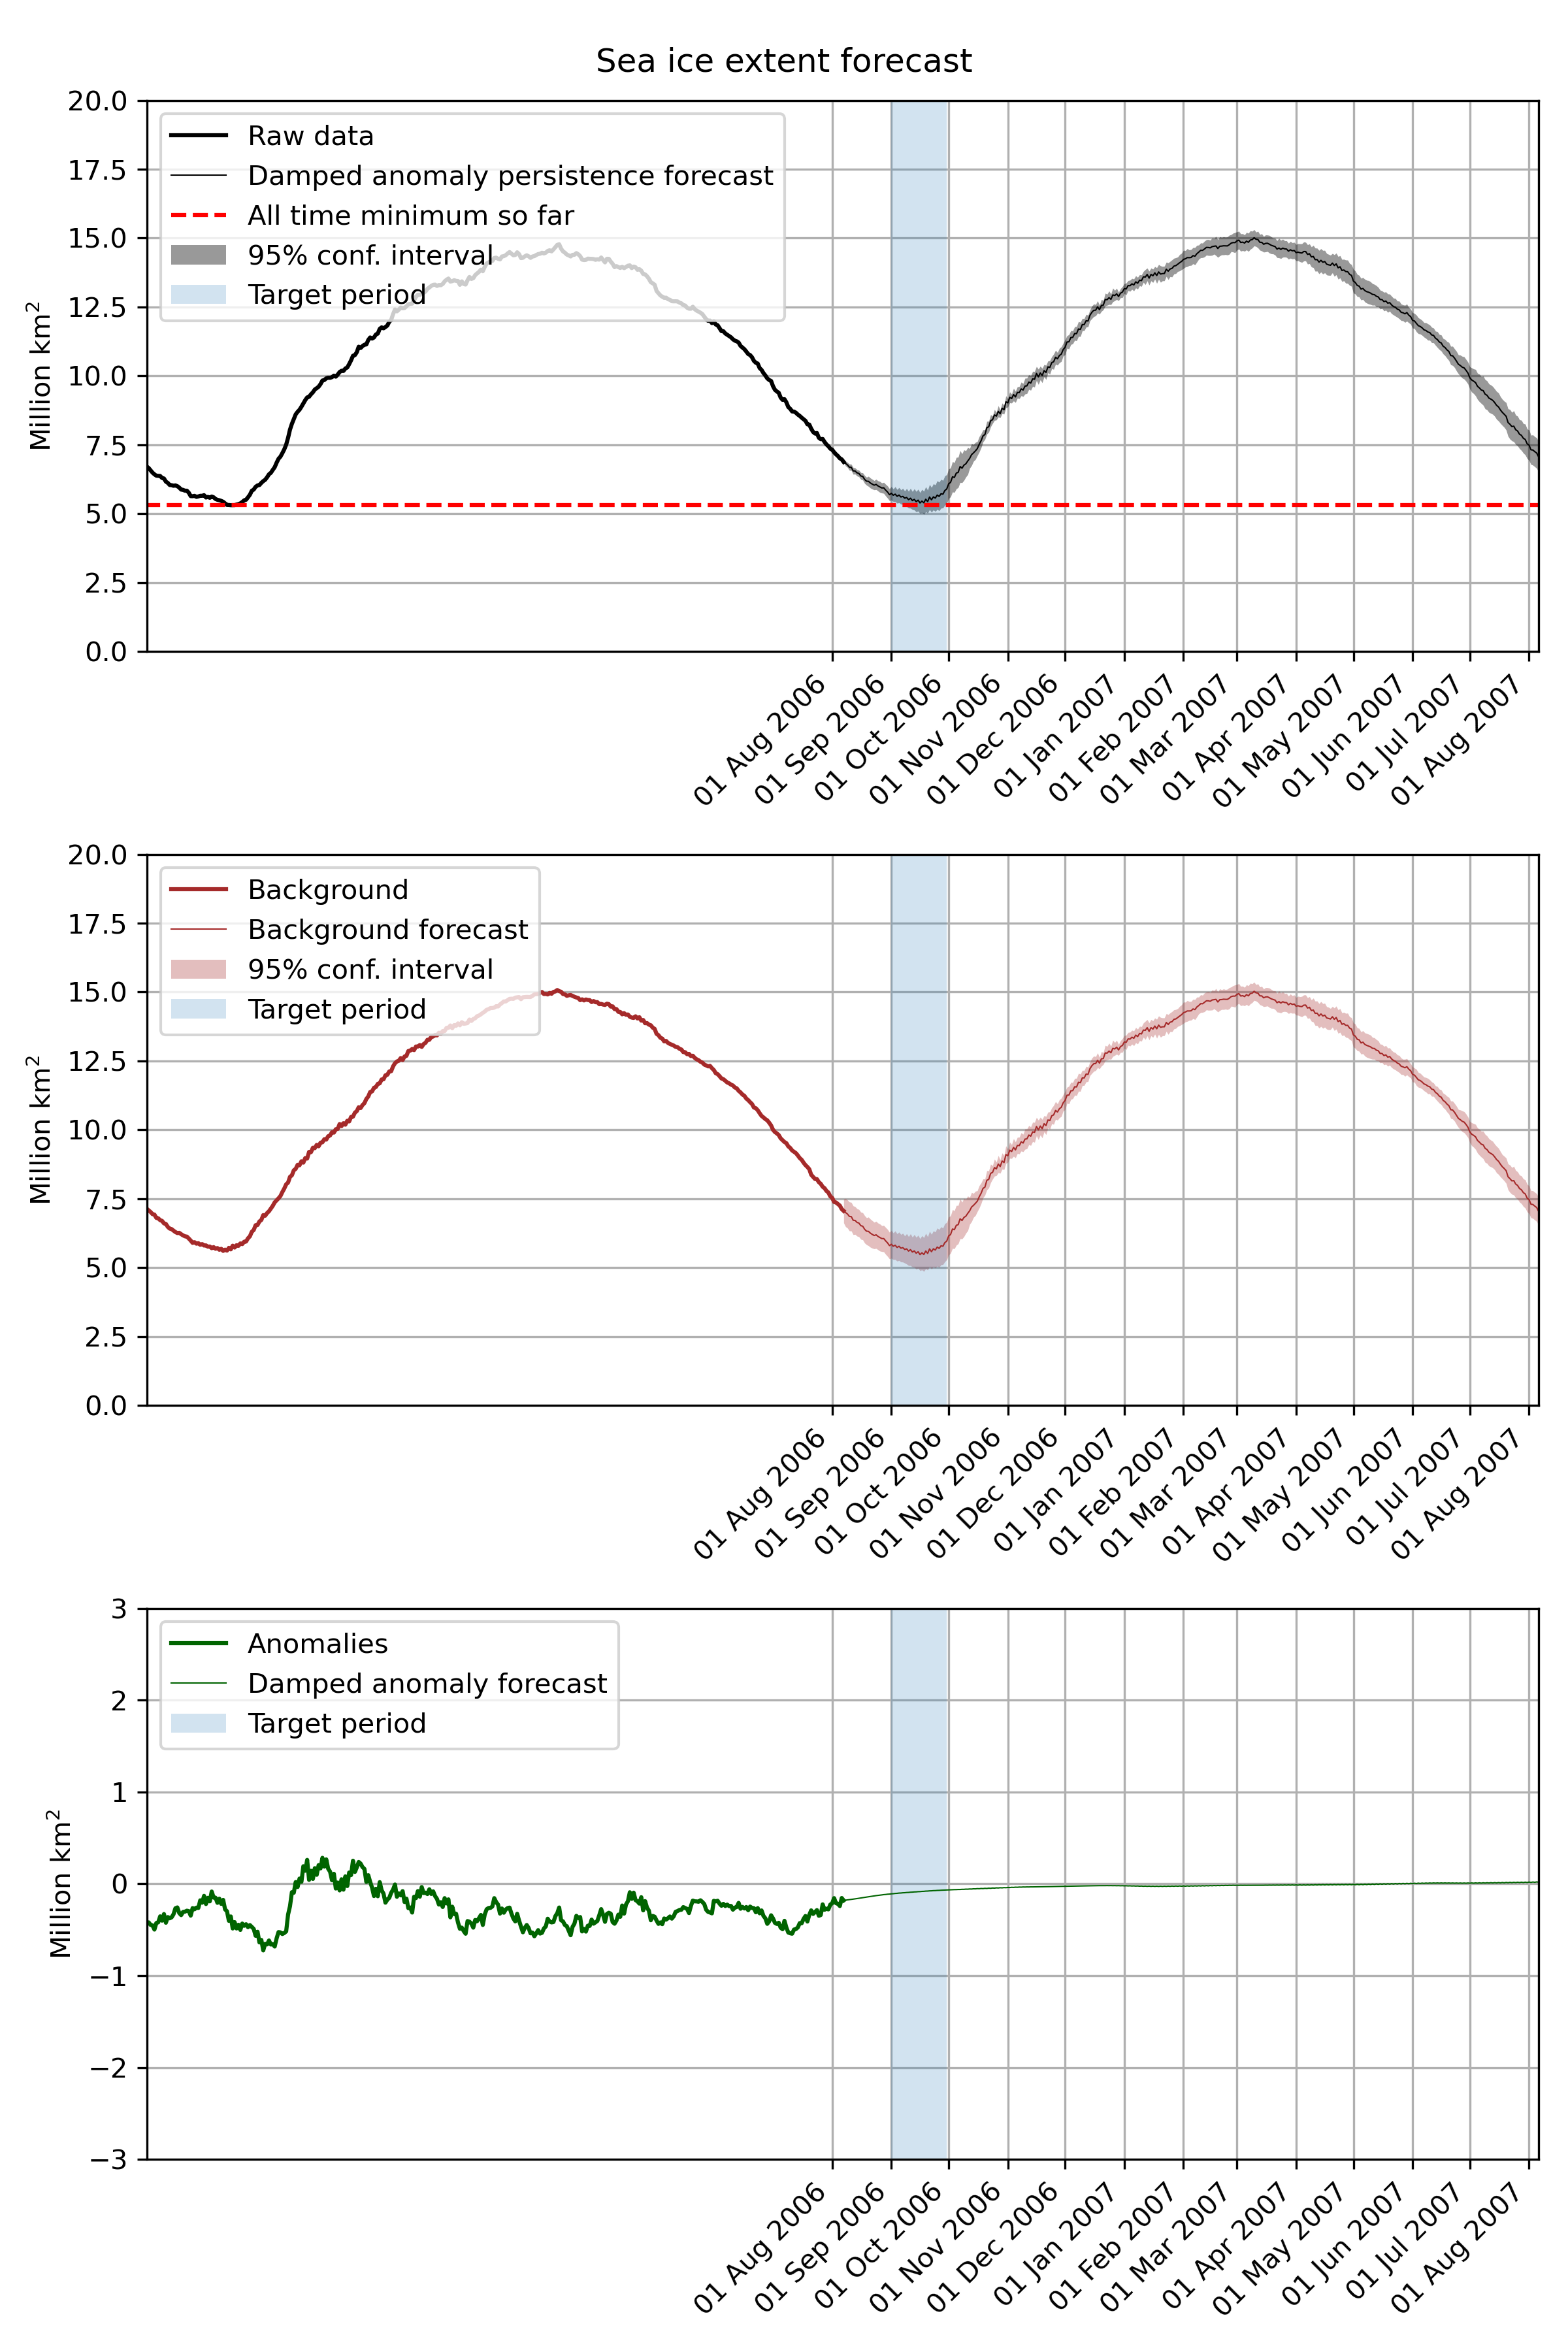 Sea ice extent forecast
20.0
17.5
15.0
12.5
10.0
7.5
5.0
2.5
0.0
Million km²
Raw data
Damped anomaly persistence forecast
All time minimum so far
95% conf. interval
Target period
01 Aug 2006
01 Sep 2006
01 Oct 2006
01 Nov 2006
01 Dec 2006
01 Jan 2007
01 Feb 2007
01 Mar 2007
01 Apr 2007
01 May 2007
01 Jun 2007
01 Jul 2007
01 Aug 2007
20.0
17.5
15.0
12.5
10.0
7.5
5.0
2.5
0.0
Million km²
Background
Background forecast
95% conf. interval
Target period
01 Aug 2006
01 Sep 2006
01 Oct 2006
01 Nov 2006
01 Dec 2006
01 Jan 2007
01 Feb 2007
01 Mar 2007
01 Apr 2007
01 May 2007
01 Jun 2007
01 Jul 2007
01 Aug 2007
3
2
1
0
−1
−2
−3
Million km²
Anomalies
Damped anomaly forecast
Target period
01 Aug 2006
01 Sep 2006
01 Oct 2006
01 Nov 2006
01 Dec 2006
01 Jan 2007
01 Feb 2007
01 Mar 2007
01 Apr 2007
01 May 2007
01 Jun 2007
01 Jul 2007
01 Aug 2007